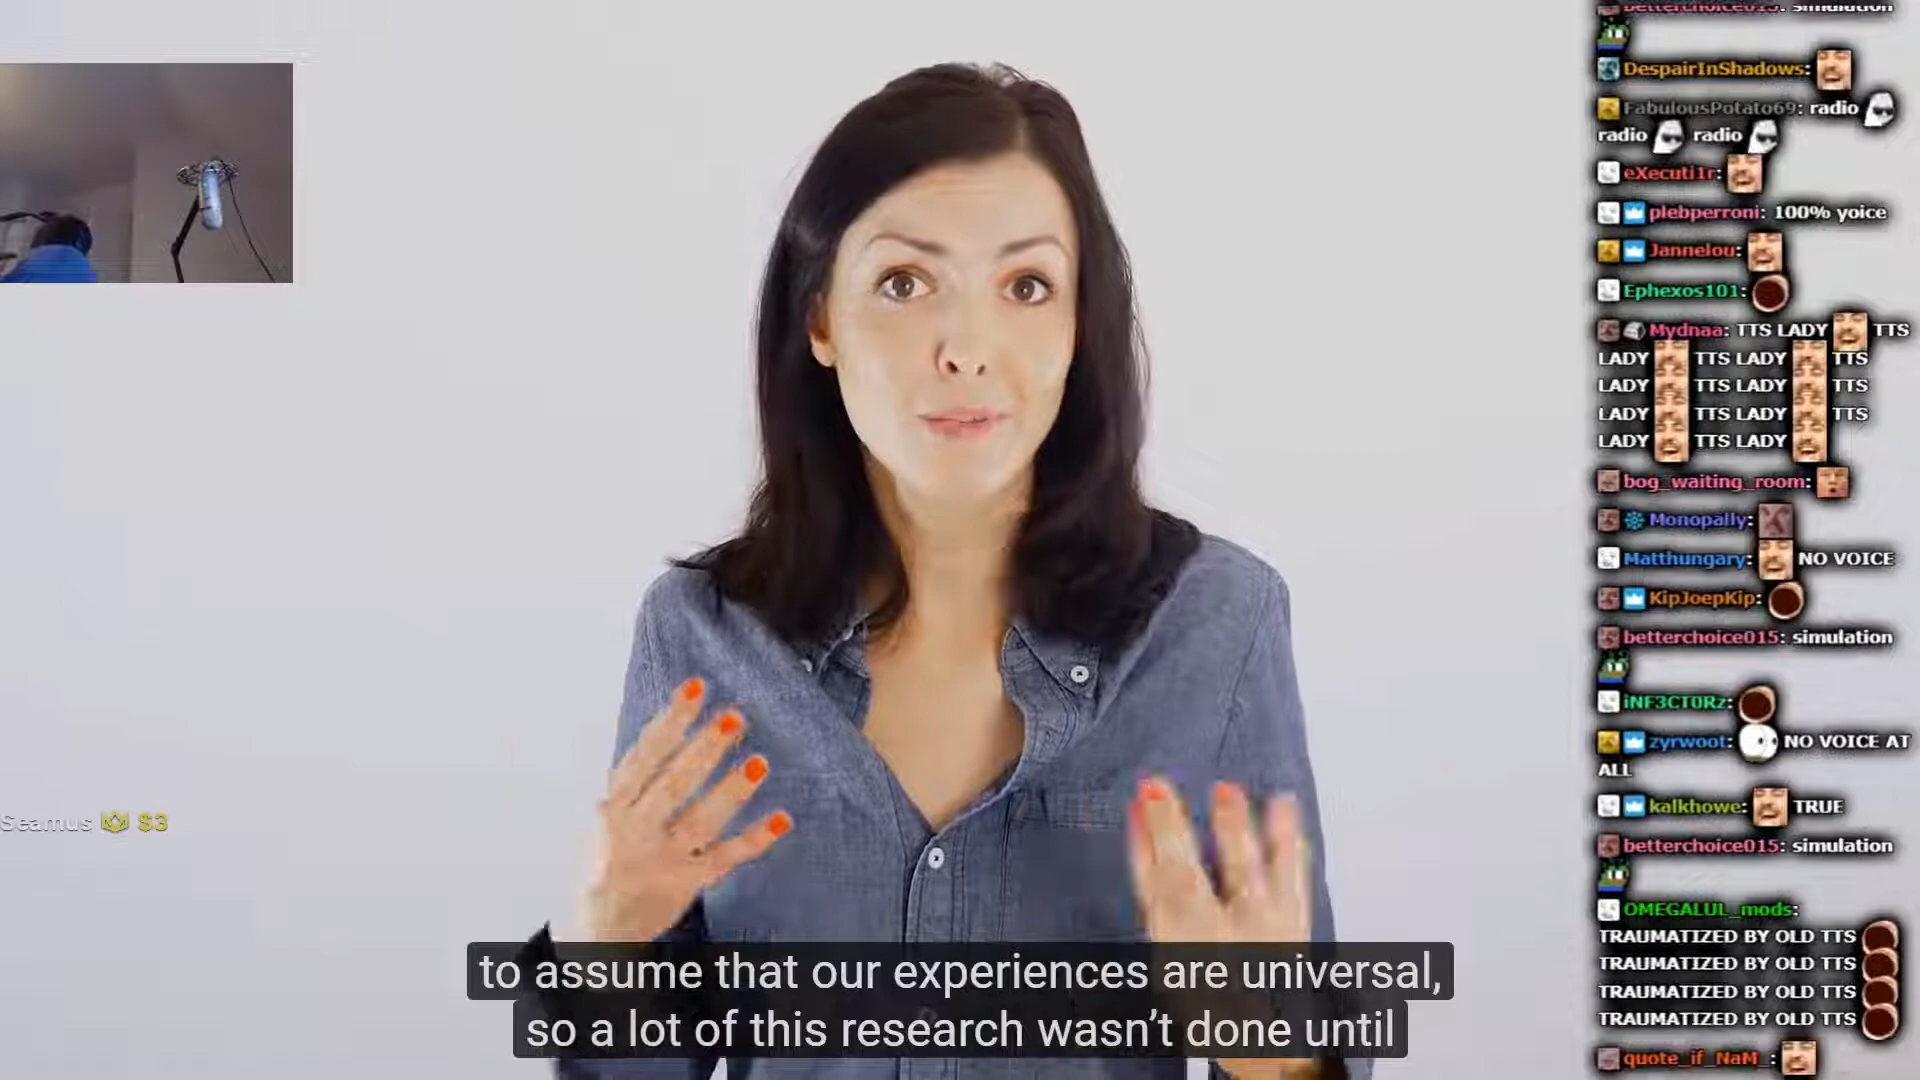 betterchoice015: simulation
DespairInShadows:
FabulousPotato69: radio
radio radio
eXecuti1r:
plebperroni: 100% yoice
Jannelou:
Ephexos101:
Mydnaa: TTS LADY TTS
LADY TTS LADY TTS
LADY TTS LADY TTS
LADY TTS LADY TTS
LADY TTS LADY
bog_waiting_room:
Monopally:
Matthungary: NO VOICE
KipJoepKip:
betterchoice015: simulation
iNF3CT0Rz:
zyrwoot: NO VOICE AT
ALL
kalkhowe: TRUE
betterchoice015: simulation
OMEGALUL_mods:
TRAUMATIZED BY OLD TTS
TRAUMATIZED BY OLD TTS
TRAUMATIZED BY OLD TTS
TRAUMATIZED BY OLD TTS
quote_if_NaM_:
Seamus $3
to assume that our experiences are universal,
so a lot of this research wasn't done until